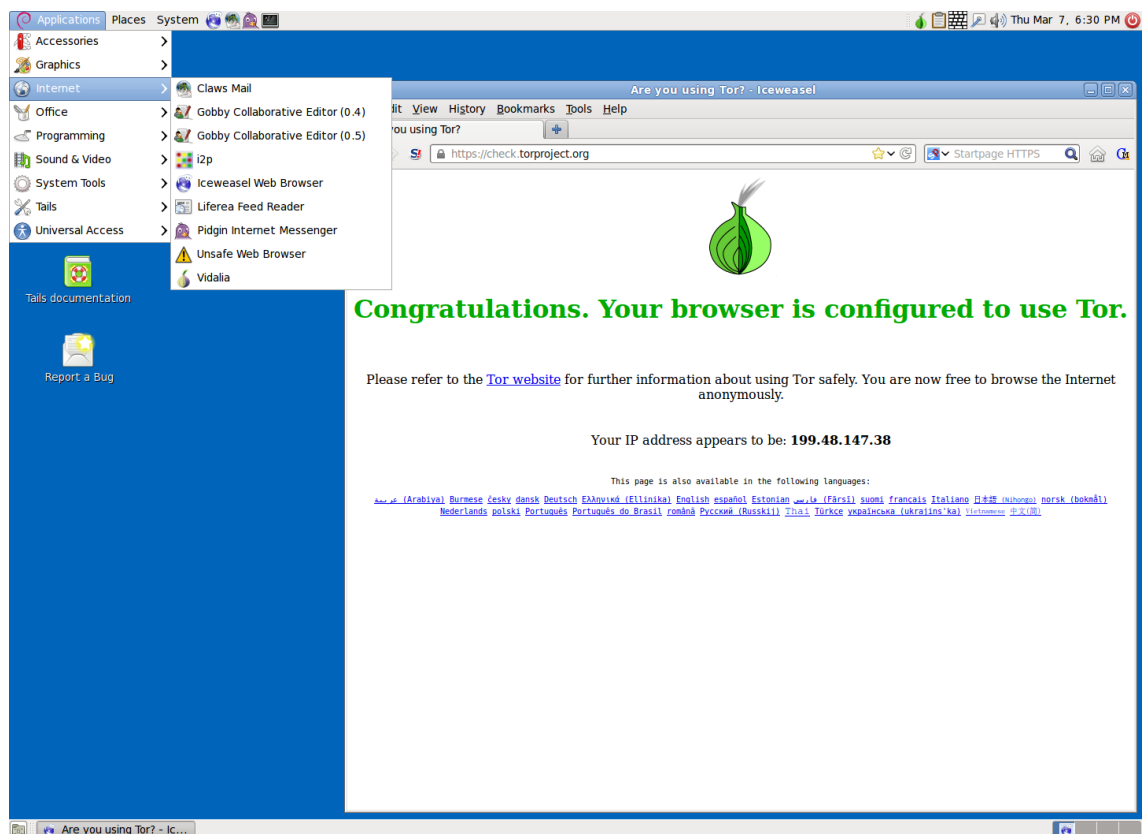 Applications Places System Thu Mar 7, 6:30 PM
Accessories
Graphics
Internet
Office
Programming
Sound & Video
System Tools
Tails
Universal Access
Claws Mail
Gobby Collaborative Editor (0.4)
Gobby Collaborative Editor (0.5)
i2p
Iceweasel Web Browser
Liferea Feed Reader
Pidgin Internet Messenger
Unsafe Web Browser
Vidalia
Tails documentation
Report a Bug
Are you using Tor? - Iceweasel
dit View History Bookmarks Tools Help
ou using Tor?
https://check.torproject.org Startpage HTTPS
Congratulations. Your browser is configured to use Tor.
Please refer to the Tor website for further information about using Tor safely. You are now free to browse the Internet
anonymously.
Your IP address appears to be: 199.48.147.38
This page is also available in the following languages:
(Arabiya) Burmese česky dansk Deutsch Ελληνικά (Ellinika) English español Estonian فارسی (Fārsī) suomi français Italiano 日本語 (Nihongo) norsk (bokmål)
Nederlands polski Português Português do Brasil română Русский (Russkij) Thai Türkçe українська (ukrajins'ka) Vietnamese 中文(简)
Are you using Tor? - Ic...